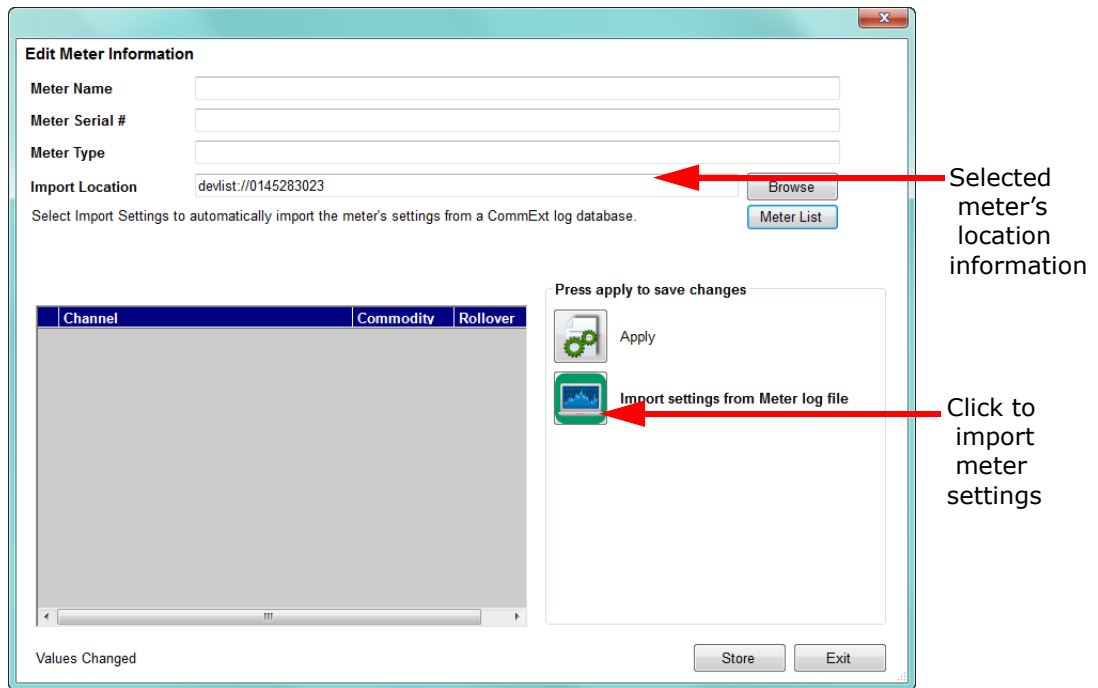 Edit Meter Information
Meter Name
Meter Serial #
Meter Type
Import Location devlist://0145283023 Browse
Select Import Settings to automatically import the meter's settings from a CommExt log database. Meter List
Selected
meter's
location
information
Press apply to save changes
Channel Commodity Rollover
Apply
Import settings from Meter log file
Click to
import
meter
settings
Values Changed Store Exit